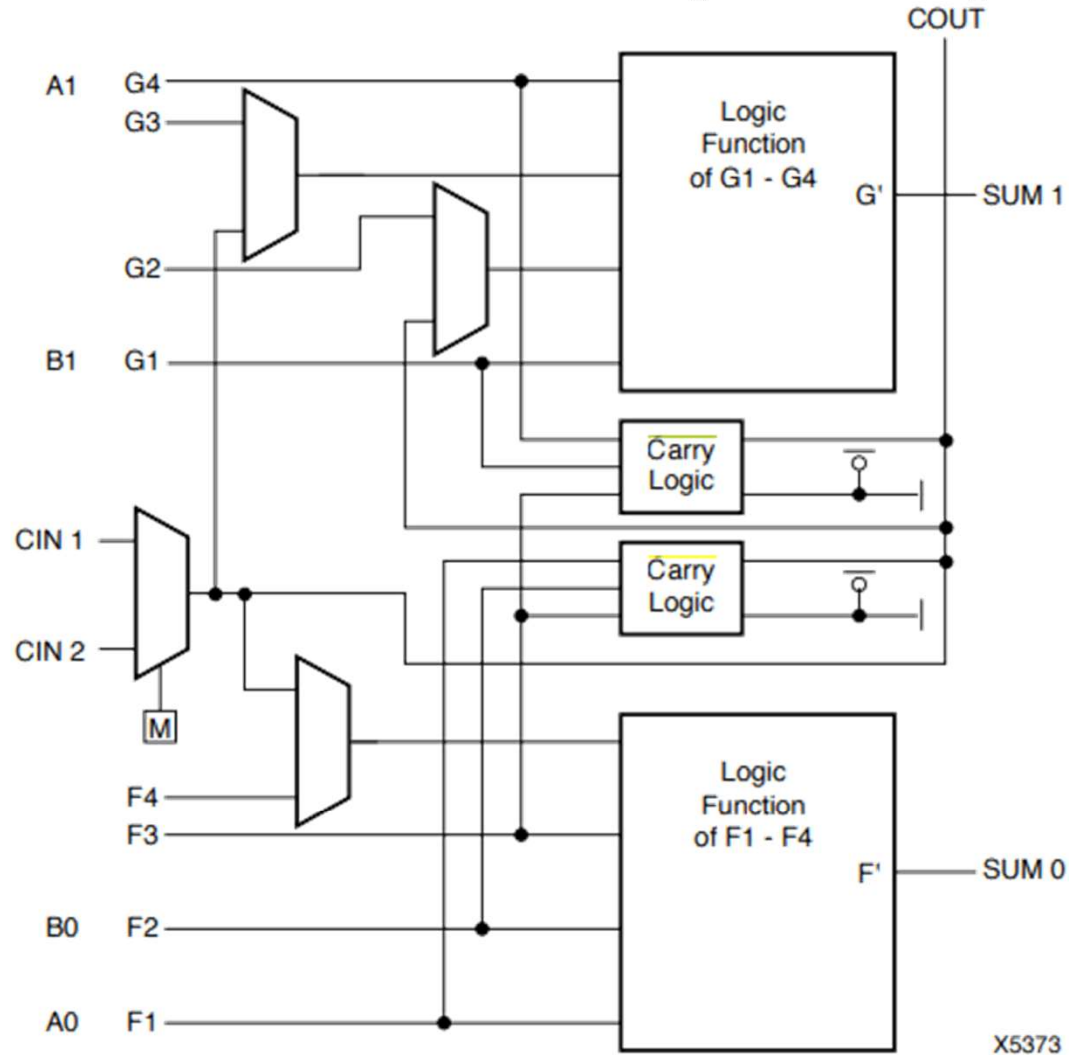 COUT
A1 G4
G3
Logic
Function
of G1 - G4
G' SUM 1
G2
B1 G1
Carry
Logic
CIN 1
Carry
Logic
CIN 2
M
F4
F3
Logic
Function
of F1 - F4
F' SUM 0
B0 F2
A0 F1
X5373